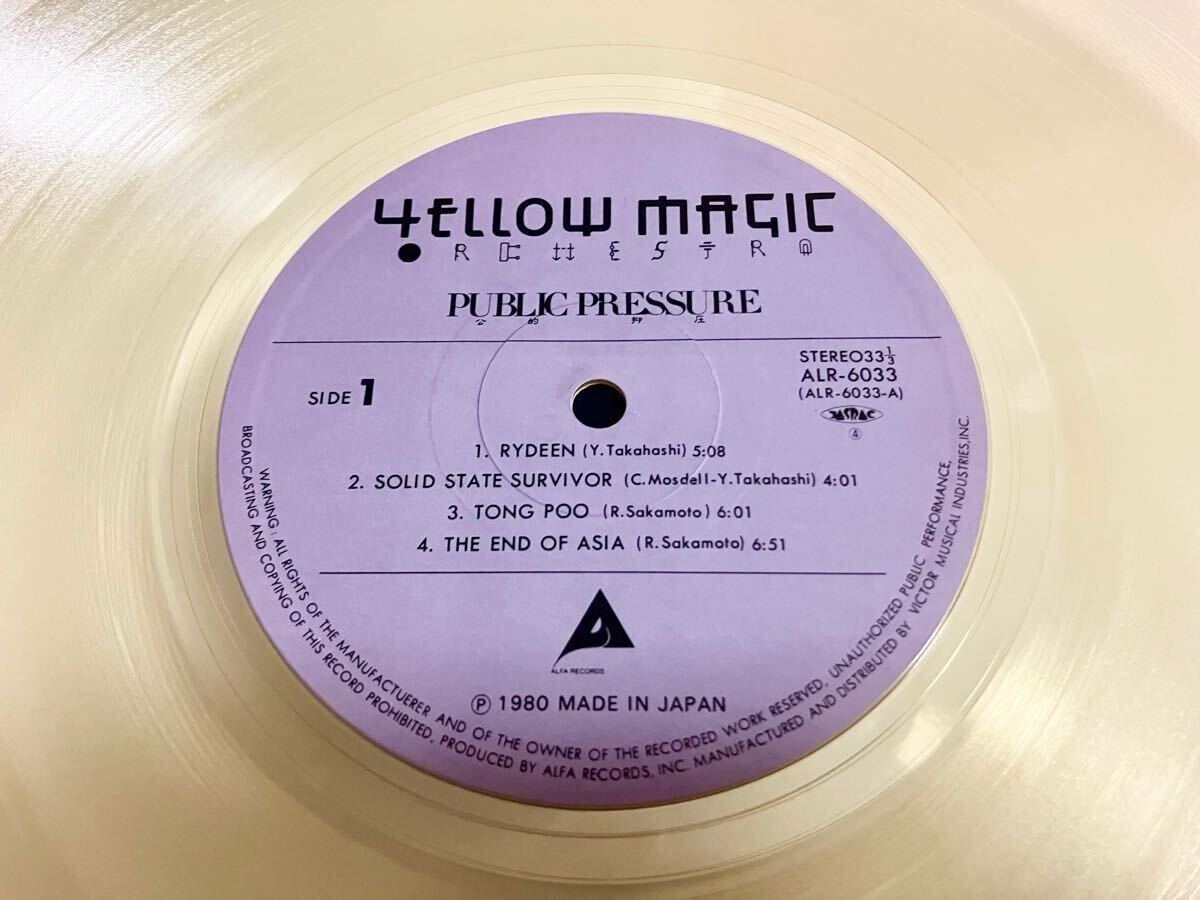 YELLOW MAGIC
ORCHESTRA
PUBLIC PRESSURE
公的抑圧
SIDE 1
STEREO33⅓
ALR-6033
(ALR-6033-A)
JASRAC
④
1. RYDEEN (Y. Takahashi) 5:08
2. SOLID STATE SURVIVOR (C. Mosdell-Y. Takahashi) 4:01
3. TONG POO (R. Sakamoto) 6:01
4. THE END OF ASIA (R. Sakamoto) 6:51
ALFA RECORDS
Ⓟ 1980 MADE IN JAPAN
WARNING: ALL RIGHTS OF THE MANUFACTUERER AND OF THE OWNER OF THE RECORDED WORK RESERVED, UNAUTHORIZED PUBLIC PERFORMANCE,
BROADCASTING AND COPYING OF THIS RECORD PROHIBITED, PRODUCED BY ALFA RECORDS, INC. MANUFACTURED AND DISTRIBUTED BY VICTOR MUSICAL INDUSTRIES, INC.